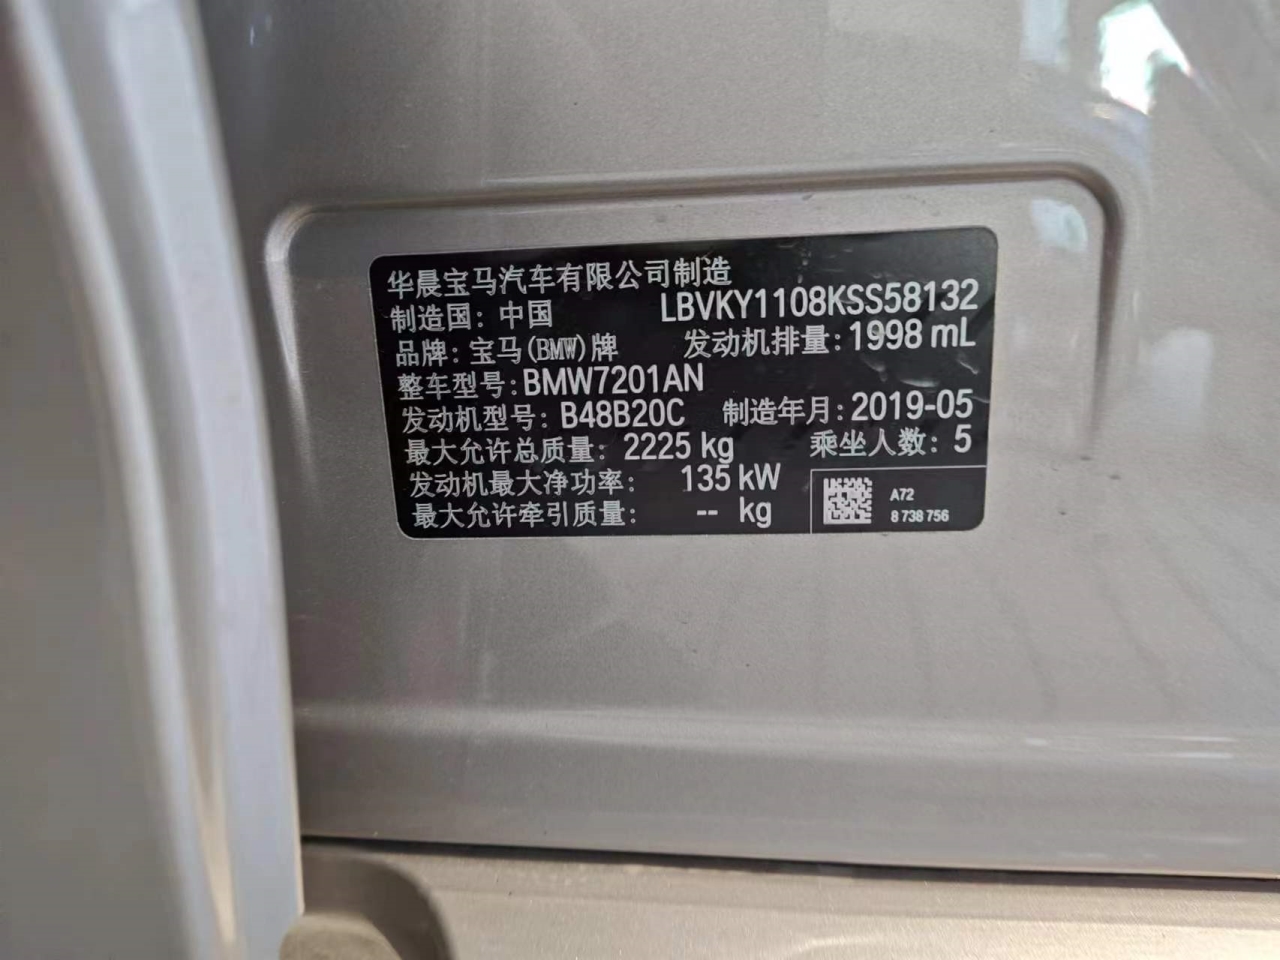 华晨宝马汽车有限公司制造
制造国：中国 LBVKY1108KSS58132
品牌：宝马(BMW)牌 发动机排量：1998 mL
整车型号：BMW7201AN
发动机型号：B48B20C 制造年月：2019-05
最大允许总质量：2225 kg 乘坐人数：5
发动机最大净功率：135 kW
最大允许牵引质量：-- kg
A72
8 738 756